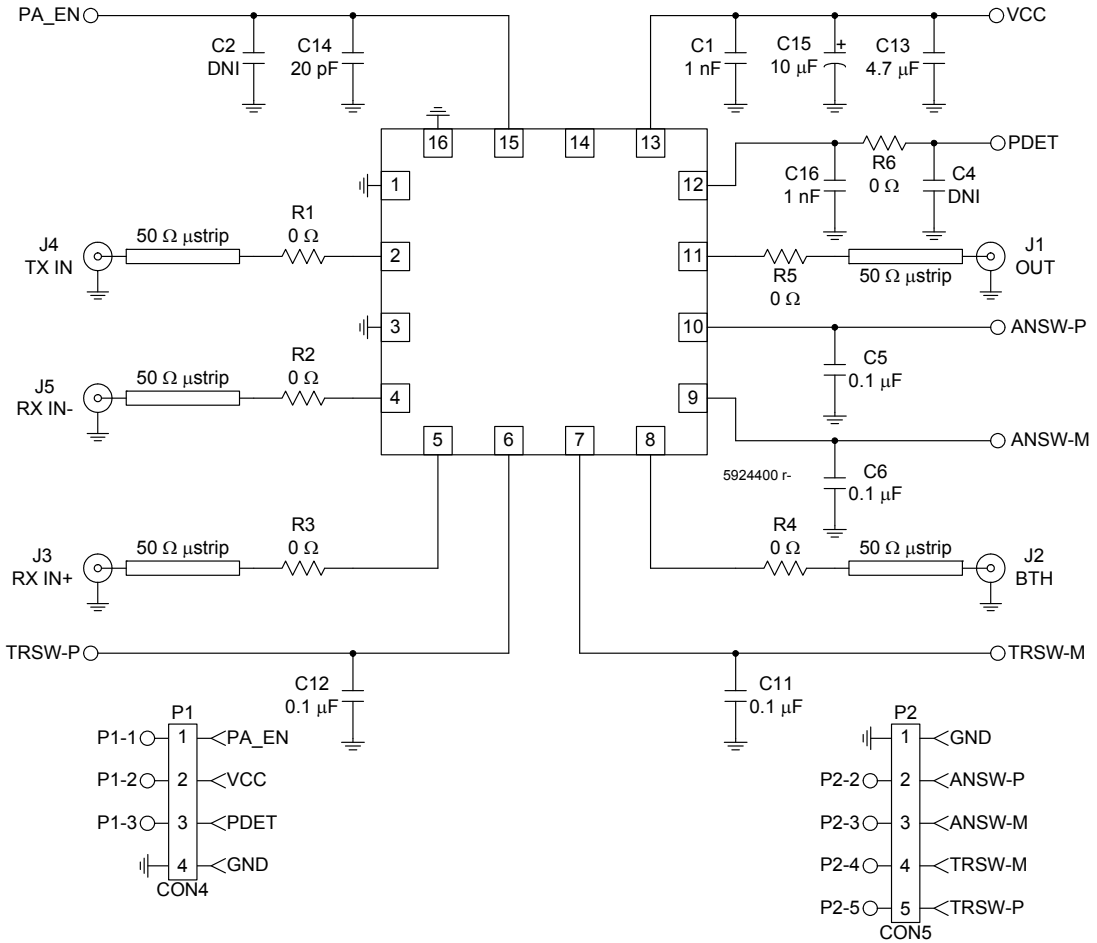 PA_EN
C2
DNI
C14
20 pF
C1
1 nF
C15
10 μF
+
C13
4.7 μF
VCC
16
15
14
13
1
2
3
4
5
6
7
8
9
10
11
12
J4
TX IN
50 Ω μstrip
R1
0 Ω
J5
RX IN-
50 Ω μstrip
R2
0 Ω
J3
RX IN+
50 Ω μstrip
R3
0 Ω
C16
1 nF
R6
0 Ω
C4
DNI
PDET
R5
0 Ω
50 Ω μstrip
J1
OUT
ANSW-P
C5
0.1 μF
ANSW-M
5924400 r-
C6
0.1 μF
R4
0 Ω
50 Ω μstrip
J2
BTH
TRSW-P
C12
0.1 μF
TRSW-M
C11
0.1 μF
P1
P1-1 1 PA_EN
P1-2 2 VCC
P1-3 3 PDET
4 GND
CON4
P2
1 GND
P2-2 2 ANSW-P
P2-3 3 ANSW-M
P2-4 4 TRSW-M
P2-5 5 TRSW-P
CON5